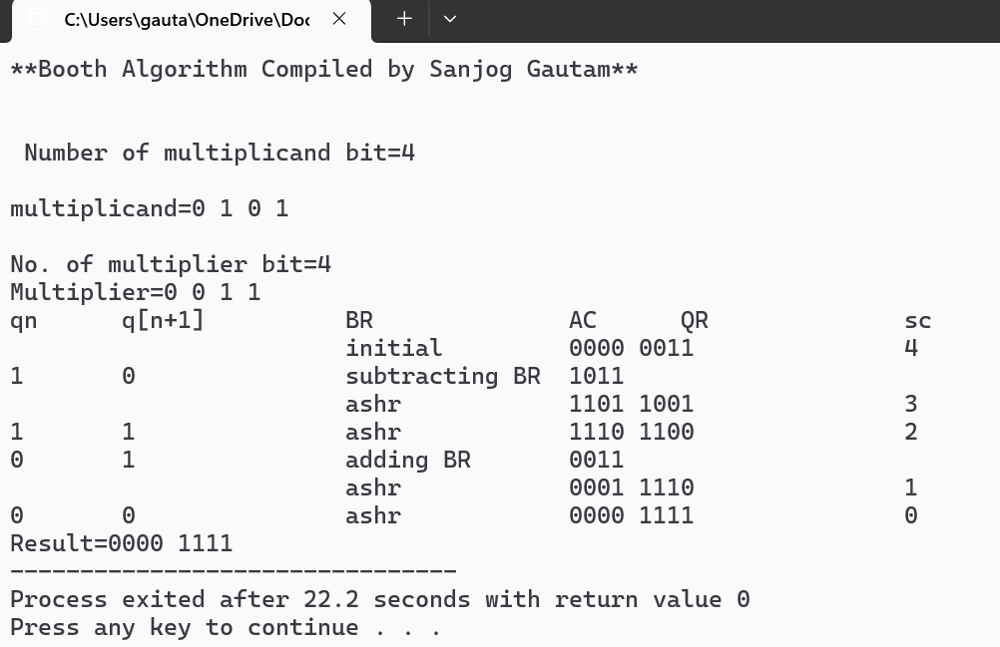 C:\Users\gauta\OneDrive\Doc
**Booth Algorithm Compiled by Sanjog Gautam**
Number of multiplicand bit=4
multiplicand=0 1 0 1
No. of multiplier bit=4
Multiplier=0 0 1 1
qn q[n+1] BR AC QR sc
initial 0000 0011 4
1 0 subtracting BR 1011
ashr 1101 1001 3
1 1 ashr 1110 1100 2
0 1 adding BR 0011
ashr 0001 1110 1
0 0 ashr 0000 1111 0
Result=0000 1111
--------------------------------
Process exited after 22.2 seconds with return value 0
Press any key to continue . . .